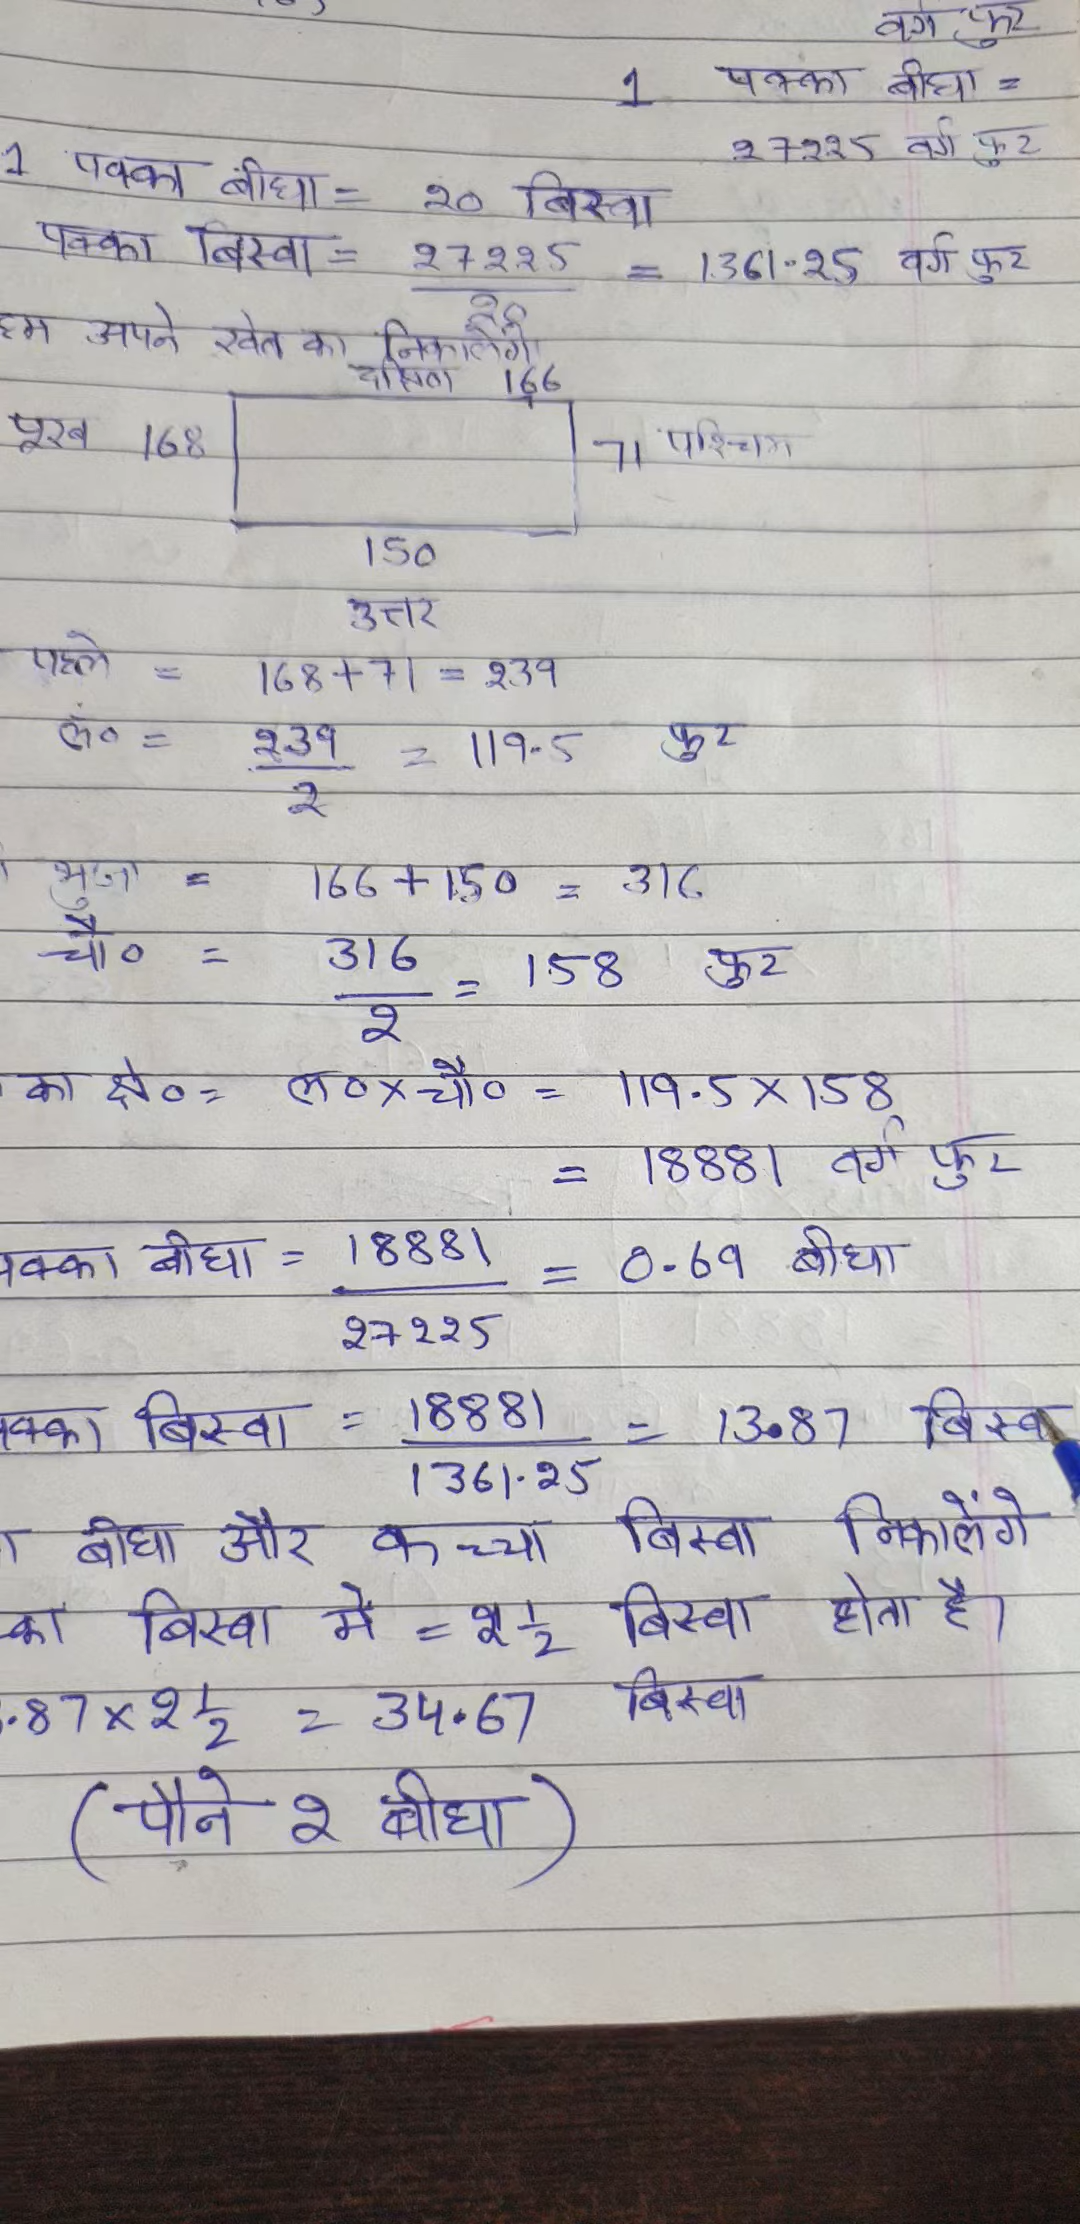 वर्ग फुट
1 पक्का बीघा =
27225 वर्ग फुट
1 पक्का बीघा = 20 बिस्वा
पक्का बिस्वा = 27225 / 20 = 1361.25 वर्ग फुट
हम अपने खेत का निकालेंगे
दक्षिण 166
पूरब 168
71 पश्चिम
150
उत्तर
पहले = 168+71 = 239
लं० = 239 / 2 = 119.5 फुट
भुजा = 166+150 = 316
चौ० = 316 / 2 = 158 फुट
का क्षे० = ल०×चौ० = 119.5×158
= 18881 वर्ग फुट
पक्का बीघा = 18881 / 27225 = 0.69 बीघा
पक्का बिस्वा = 18881 / 1361.25 = 13.87 बिस्व
बीघा और कच्चा बिस्वा निकालेंगे
का बिस्वा में = 2 1/2 बिस्वा होता है।
.87×2 1/2 = 34.67 बिस्वा
(पौने 2 बीघा)